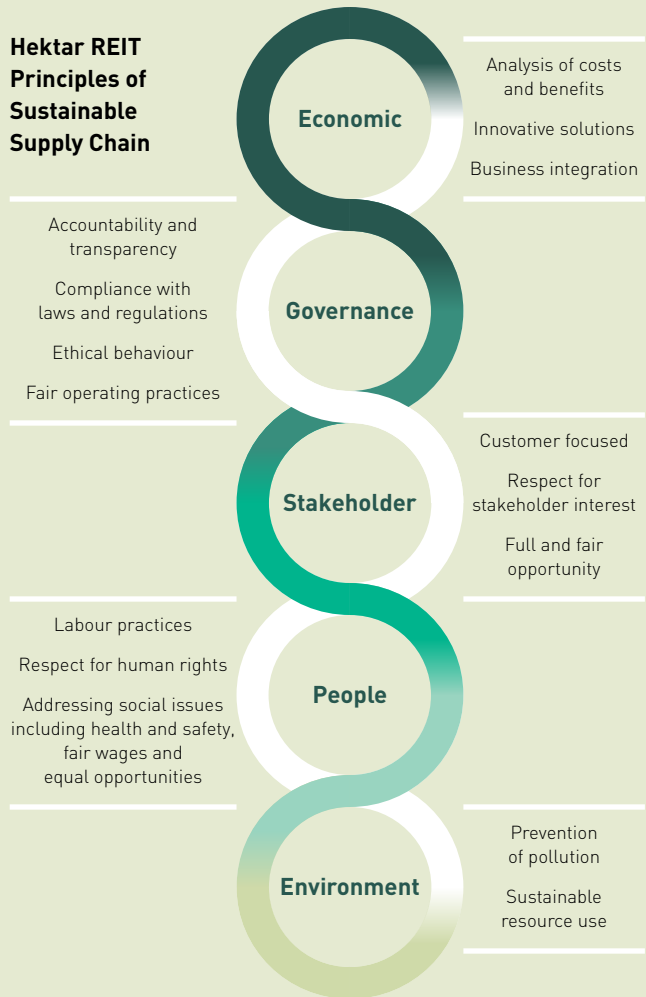 Hektar REIT
Principles of
Sustainable
Supply Chain
Economic
Analysis of costs
and benefits
Innovative solutions
Business integration
Accountability and
transparency
Compliance with
laws and regulations
Ethical behaviour
Fair operating practices
Governance
Stakeholder
Customer focused
Respect for
stakeholder interest
Full and fair
opportunity
Labour practices
Respect for human rights
Addressing social issues
including health and safety,
fair wages and
equal opportunities
People
Environment
Prevention
of pollution
Sustainable
resource use